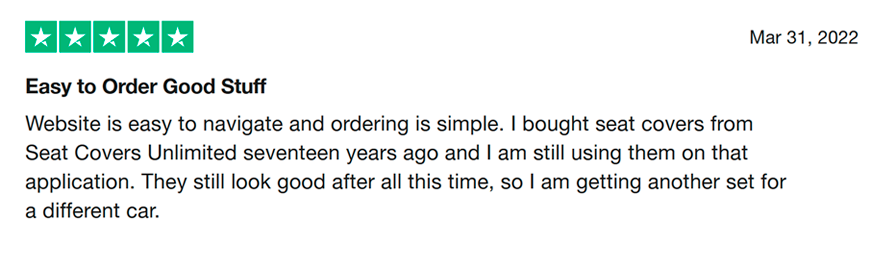 Mar 31, 2022
Easy to Order Good Stuff
Website is easy to navigate and ordering is simple. I bought seat covers from
Seat Covers Unlimited seventeen years ago and I am still using them on that
application. They still look good after all this time, so I am getting another set for
a different car.